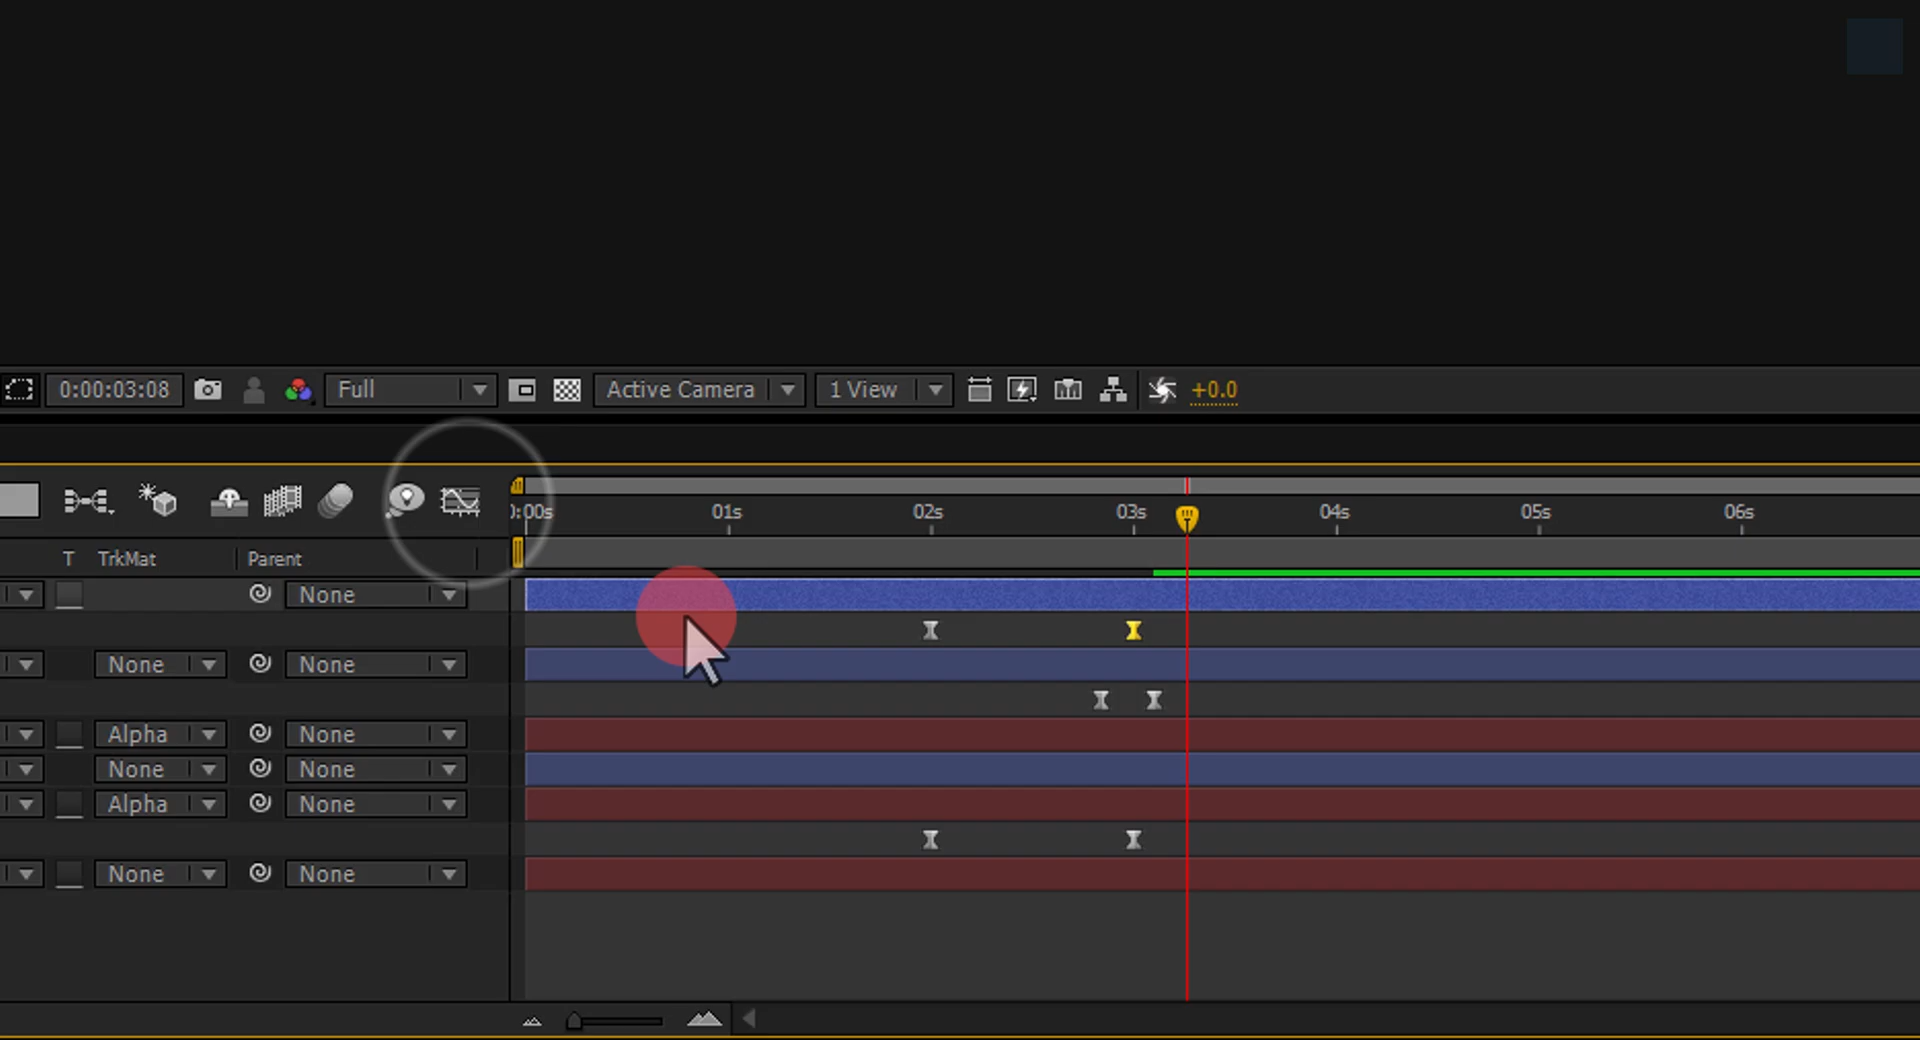 0:00:03:08 Full Active Camera 1 View +0.0
0:00s 01s 02s 03s 04s 05s 06s
T TrkMat Parent
None
None None
Alpha None
None None
Alpha None
None None